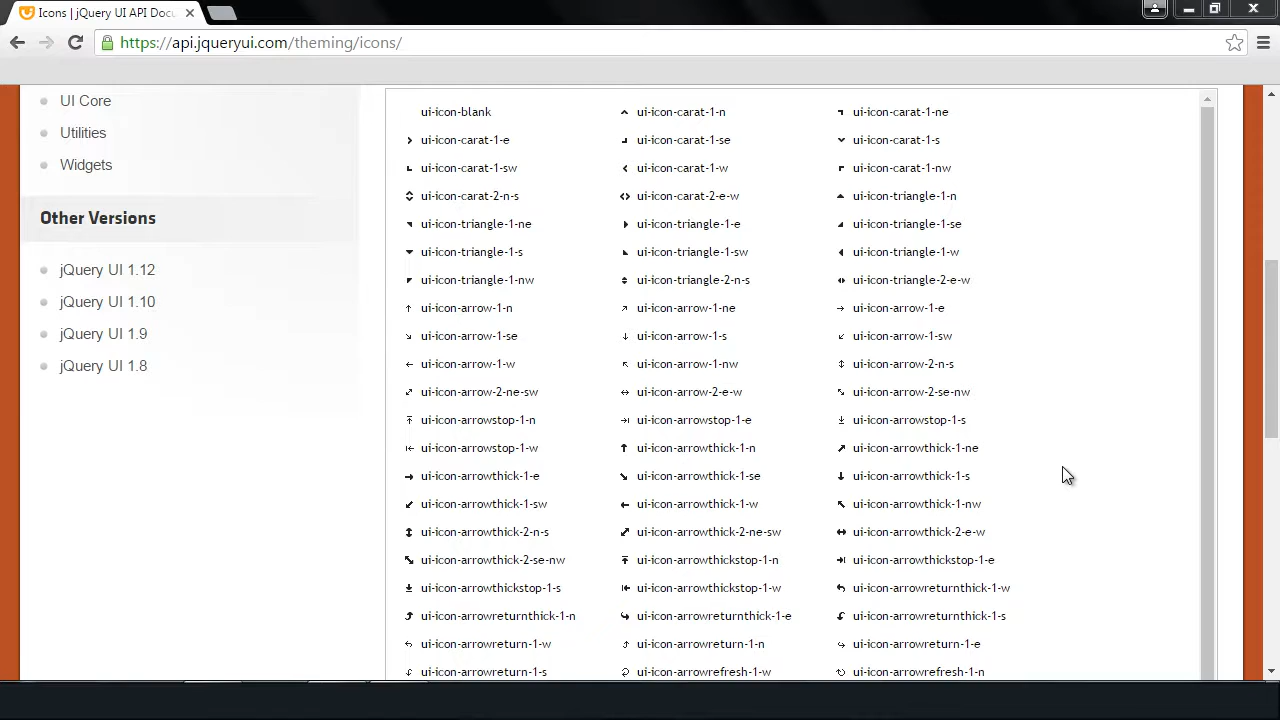 Icons | jQuery UI API Docu
https://api.jqueryui.com/theming/icons/
UI Core
Utilities
Widgets
Other Versions
jQuery UI 1.12
jQuery UI 1.10
jQuery UI 1.9
jQuery UI 1.8
ui-icon-blank ui-icon-carat-1-n ui-icon-carat-1-ne
ui-icon-carat-1-e ui-icon-carat-1-se ui-icon-carat-1-s
ui-icon-carat-1-sw ui-icon-carat-1-w ui-icon-carat-1-nw
ui-icon-carat-2-n-s ui-icon-carat-2-e-w ui-icon-triangle-1-n
ui-icon-triangle-1-ne ui-icon-triangle-1-e ui-icon-triangle-1-se
ui-icon-triangle-1-s ui-icon-triangle-1-sw ui-icon-triangle-1-w
ui-icon-triangle-1-nw ui-icon-triangle-2-n-s ui-icon-triangle-2-e-w
ui-icon-arrow-1-n ui-icon-arrow-1-ne ui-icon-arrow-1-e
ui-icon-arrow-1-se ui-icon-arrow-1-s ui-icon-arrow-1-sw
ui-icon-arrow-1-w ui-icon-arrow-1-nw ui-icon-arrow-2-n-s
ui-icon-arrow-2-ne-sw ui-icon-arrow-2-e-w ui-icon-arrow-2-se-nw
ui-icon-arrowstop-1-n ui-icon-arrowstop-1-e ui-icon-arrowstop-1-s
ui-icon-arrowstop-1-w ui-icon-arrowthick-1-n ui-icon-arrowthick-1-ne
ui-icon-arrowthick-1-e ui-icon-arrowthick-1-se ui-icon-arrowthick-1-s
ui-icon-arrowthick-1-sw ui-icon-arrowthick-1-w ui-icon-arrowthick-1-nw
ui-icon-arrowthick-2-n-s ui-icon-arrowthick-2-ne-sw ui-icon-arrowthick-2-e-w
ui-icon-arrowthick-2-se-nw ui-icon-arrowthickstop-1-n ui-icon-arrowthickstop-1-e
ui-icon-arrowthickstop-1-s ui-icon-arrowthickstop-1-w ui-icon-arrowreturnthick-1-w
ui-icon-arrowreturnthick-1-n ui-icon-arrowreturnthick-1-e ui-icon-arrowreturnthick-1-s
ui-icon-arrowreturn-1-w ui-icon-arrowreturn-1-n ui-icon-arrowreturn-1-e
ui-icon-arrowreturn-1-s ui-icon-arrowrefresh-1-w ui-icon-arrowrefresh-1-n